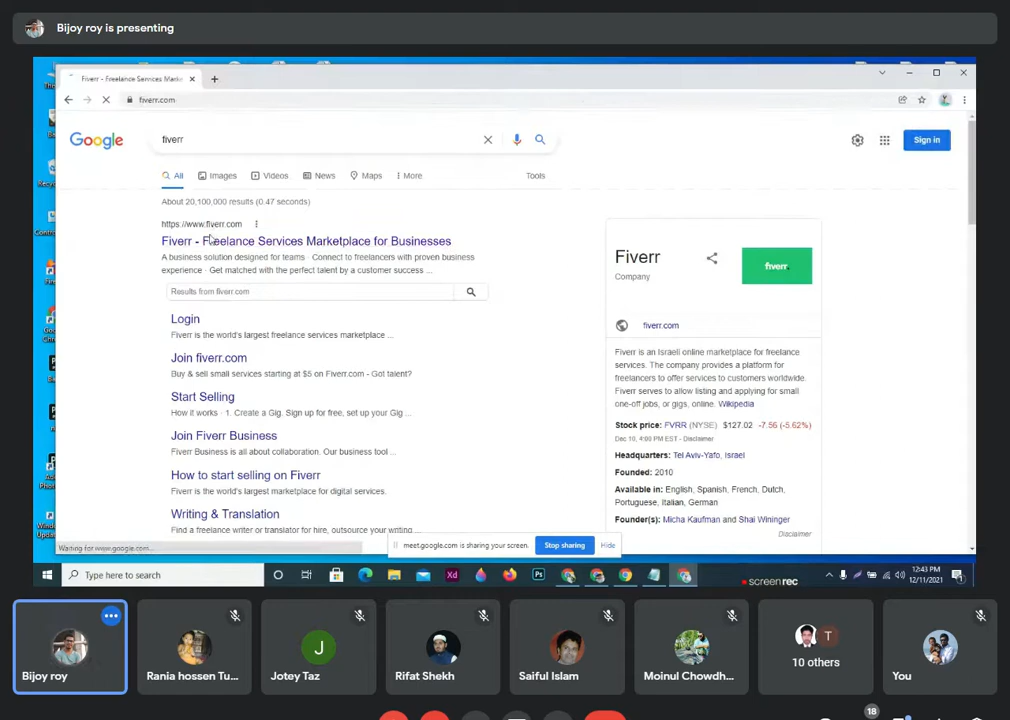 Bijoy roy is presenting
Fiverr - Freelance Services Marke
fiverr.com
Google
fiverr
Sign in
All Images Videos News Maps More Tools
About 20,100,000 results (0.47 seconds)
https://www.fiverr.com
Fiverr - Freelance Services Marketplace for Businesses
A business solution designed for teams · Connect to freelancers with proven business
experience · Get matched with the perfect talent by a customer success ...
Results from fiverr.com
Login
Fiverr is the world's largest freelance services marketplace ...
Join fiverr.com
Buy & sell small services starting at $5 on Fiverr.com - Got talent?
Start Selling
How it works · 1. Create a Gig. Sign up for free, set up your Gig ...
Join Fiverr Business
Fiverr Business is all about collaboration. Our business tool ...
How to start selling on Fiverr
Fiverr is the world's largest marketplace for digital services.
Writing & Translation
Find a freelance writer or translator for hire, outsource your writing ...
Fiverr
Company
fiverr.
fiverr.com
Fiverr is an Israeli online marketplace for freelance
services. The company provides a platform for
freelancers to offer services to customers worldwide.
Fiverr serves to allow listing and applying for small
one-off jobs, or gigs, online. Wikipedia
Stock price: FVRR (NYSE) $127.02 -7.56 (-5.62%)
Dec 10, 4:00 PM EST - Disclaimer
Headquarters: Tel Aviv-Yafo, Israel
Founded: 2010
Available in: English, Spanish, French, Dutch,
Portuguese, Italian, German
Founder(s): Micha Kaufman and Shai Wininger
Disclaimer
Waiting for www.google.com...
meet.google.com is sharing your screen.
Stop sharing
Hide
Type here to search
Xd
Ps
screenrec
12:43 PM
12/11/2021
Bijoy roy
Rania hossen Tu...
J
Jotey Taz
Rifat Shekh
Saiful Islam
Moinul Chowdh...
T
10 others
You
18